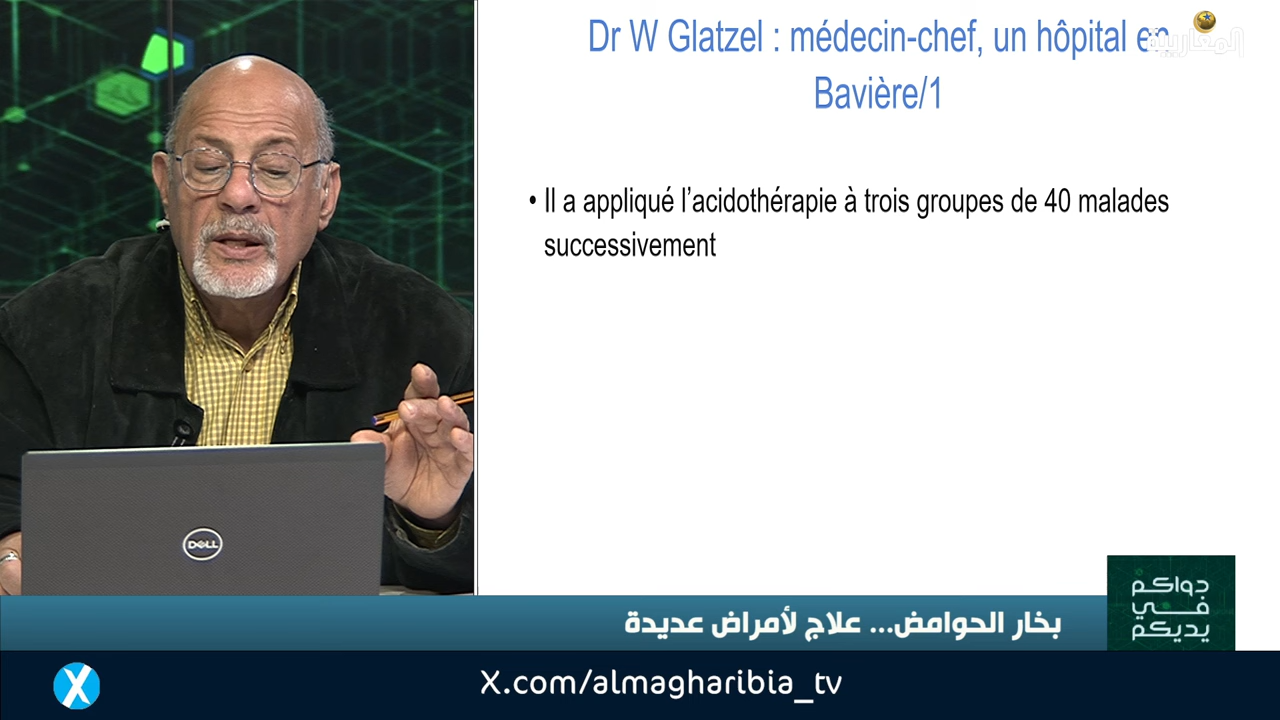 Dr W Glatzel : médecin-chef, un hôpital en
Bavière/1
المغاربية
• Il a appliqué l’acidothérapie à trois groupes de 40 malades
successivement
DELL
دواكم
في
يديكم
بخار الحوامض... علاج لأمراض عديدة
X
X.com/almagharibia_tv